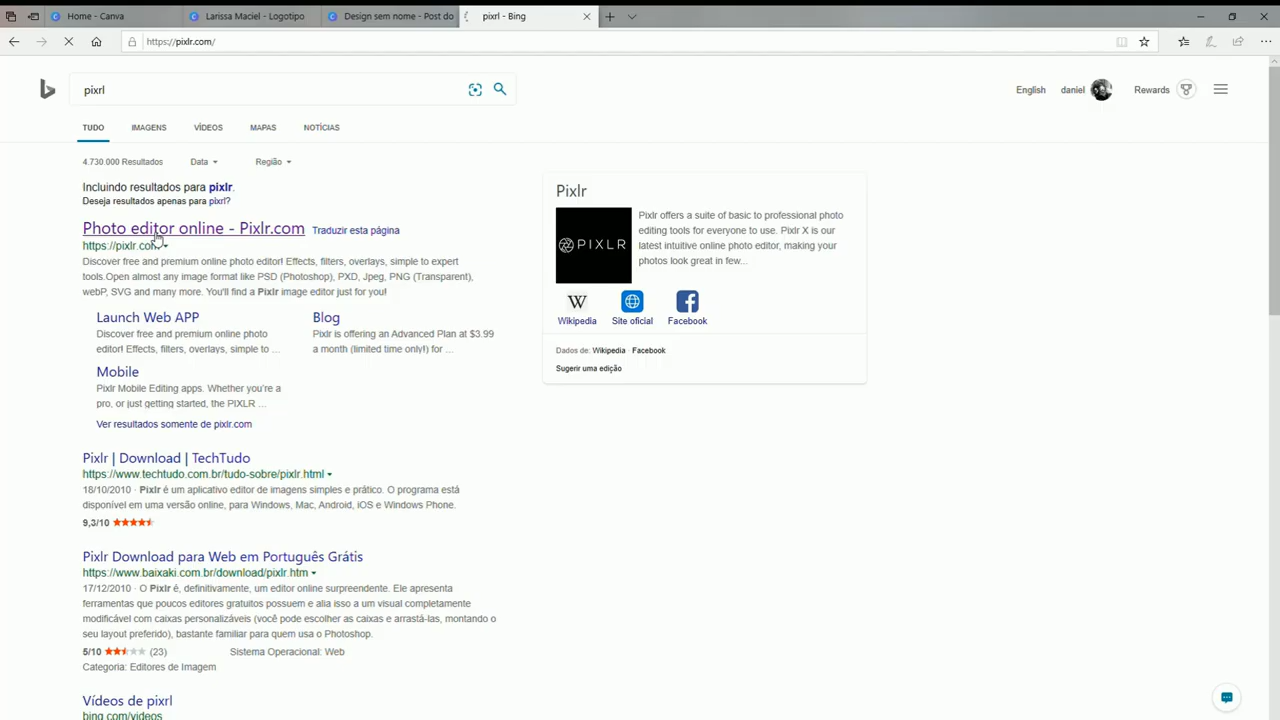 Home - Canva
Larissa Maciel - Logotipo
Design sem nome - Post do
pixrl - Bing
https://pixlr.com/
pixrl
English
daniel
Rewards
TUDO
IMAGENS
VÍDEOS
MAPAS
NOTÍCIAS
4.730.000 Resultados
Data
Região
Incluindo resultados para pixlr.
Deseja resultados apenas para pixrl?
Photo editor online - Pixlr.com
Traduzir esta página
https://pixlr.com
Discover free and premium online photo editor! Effects, filters, overlays, simple to expert
tools.Open almost any image format like PSD (Photoshop), PXD, Jpeg, PNG (Transparent),
webP, SVG and many more. You'll find a Pixlr image editor just for you!
Launch Web APP
Discover free and premium online photo
editor! Effects, filters, overlays, simple to ...
Blog
Pixlr is offering an Advanced Plan at $3.99
a month (limited time only!) for ...
Mobile
Pixlr Mobile Editing apps. Whether you're a
pro, or just getting started, the PIXLR ...
Ver resultados somente de pixlr.com
Pixlr | Download | TechTudo
https://www.techtudo.com.br/tudo-sobre/pixlr.html
18/10/2010 · Pixlr é um aplicativo editor de imagens simples e prático. O programa está
disponível em uma versão online, para Windows, Mac, Android, iOS e Windows Phone.
9,3/10
Pixlr Download para Web em Português Grátis
https://www.baixaki.com.br/download/pixlr.htm
17/12/2010 · O Pixlr é, definitivamente, um editor online surpreendente. Ele apresenta
ferramentas que poucos editores gratuitos possuem e alia isso a um visual completamente
modificável com caixas personalizáveis (você pode escolher as caixas e arrastá-las, montando o
seu layout preferido), bastante familiar para quem usa o Photoshop.
5/10
(23)
Sistema Operacional: Web
Categoria: Editores de Imagem
Vídeos de pixrl
bing.com/videos
Pixlr
PIXLR
Pixlr offers a suite of basic to professional photo
editing tools for everyone to use. Pixlr X is our
latest intuitive online photo editor, making your
photos look great in few...
W
Wikipedia
Site oficial
Facebook
Dados de: Wikipedia · Facebook
Sugerir uma edição